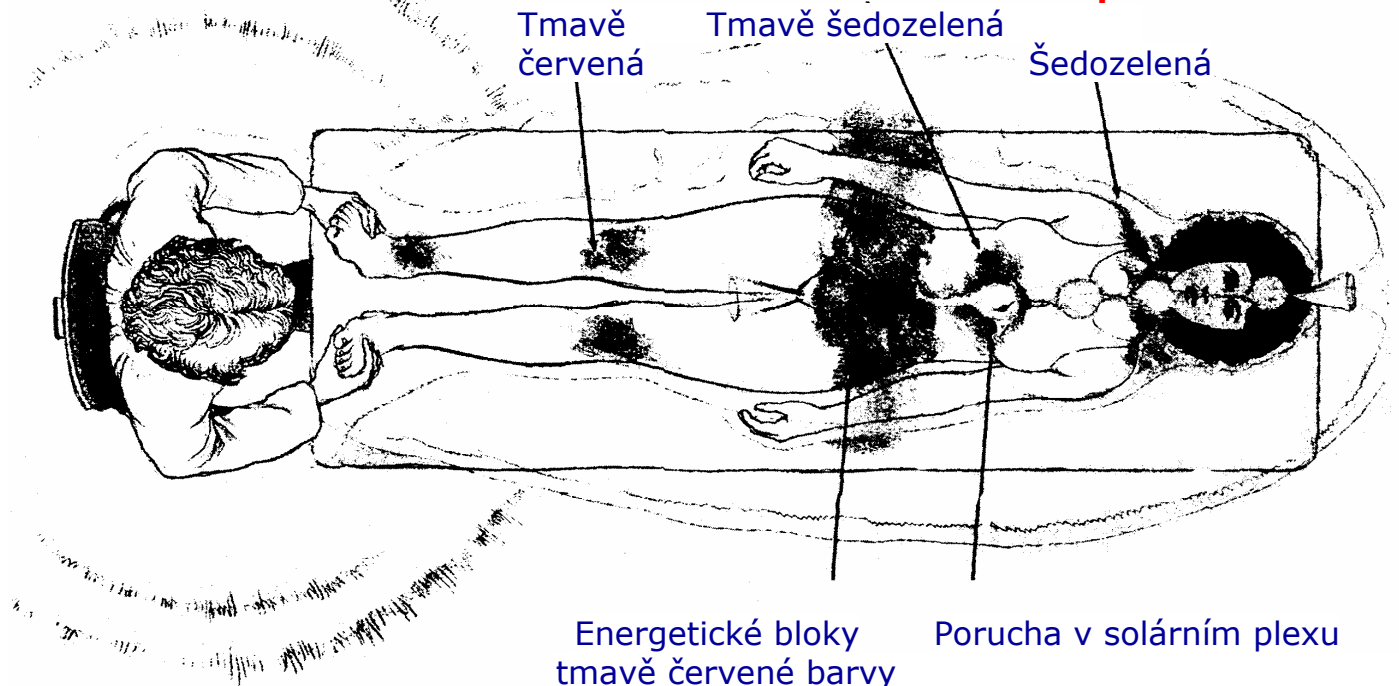 Tmavě
červená
Tmavě šedozelená
Šedozelená
Energetické bloky
tmavě červené barvy
Porucha v solárním plexu